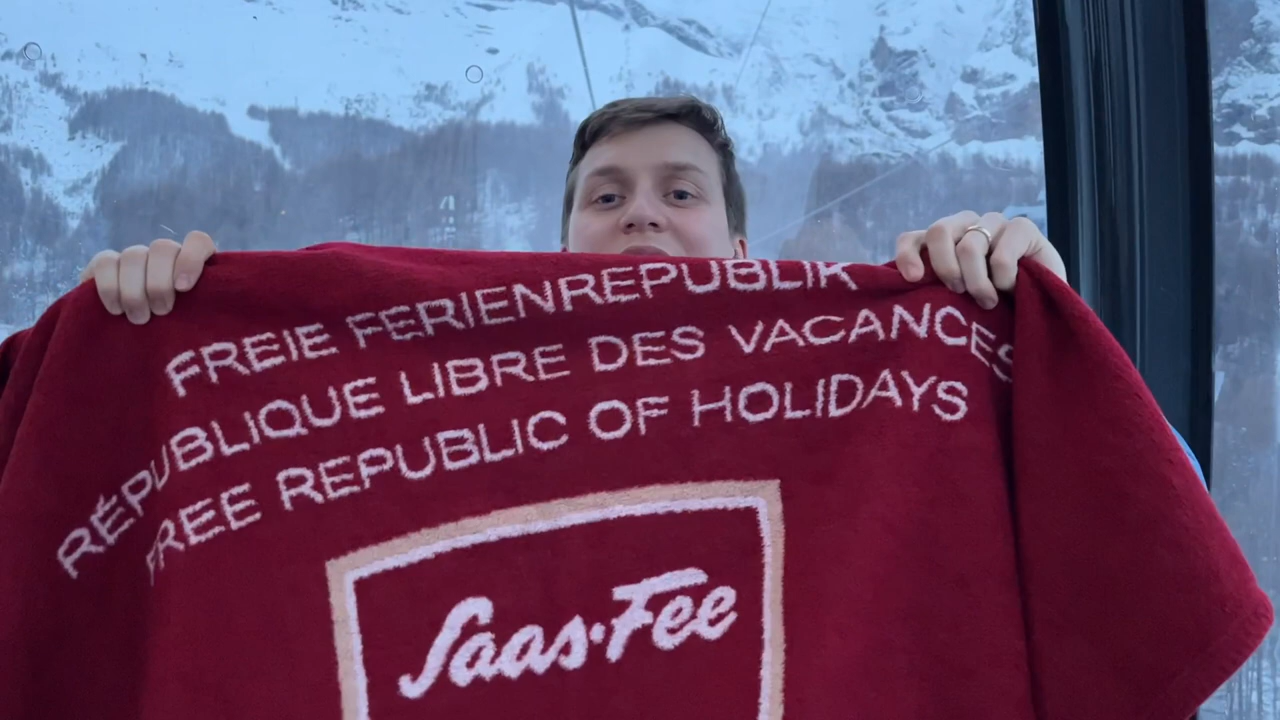 FREIE FERIENREPUBLIK
RÉPUBLIQUE LIBRE DES VACANCES
FREE REPUBLIC OF HOLIDAYS
Saas-Fee